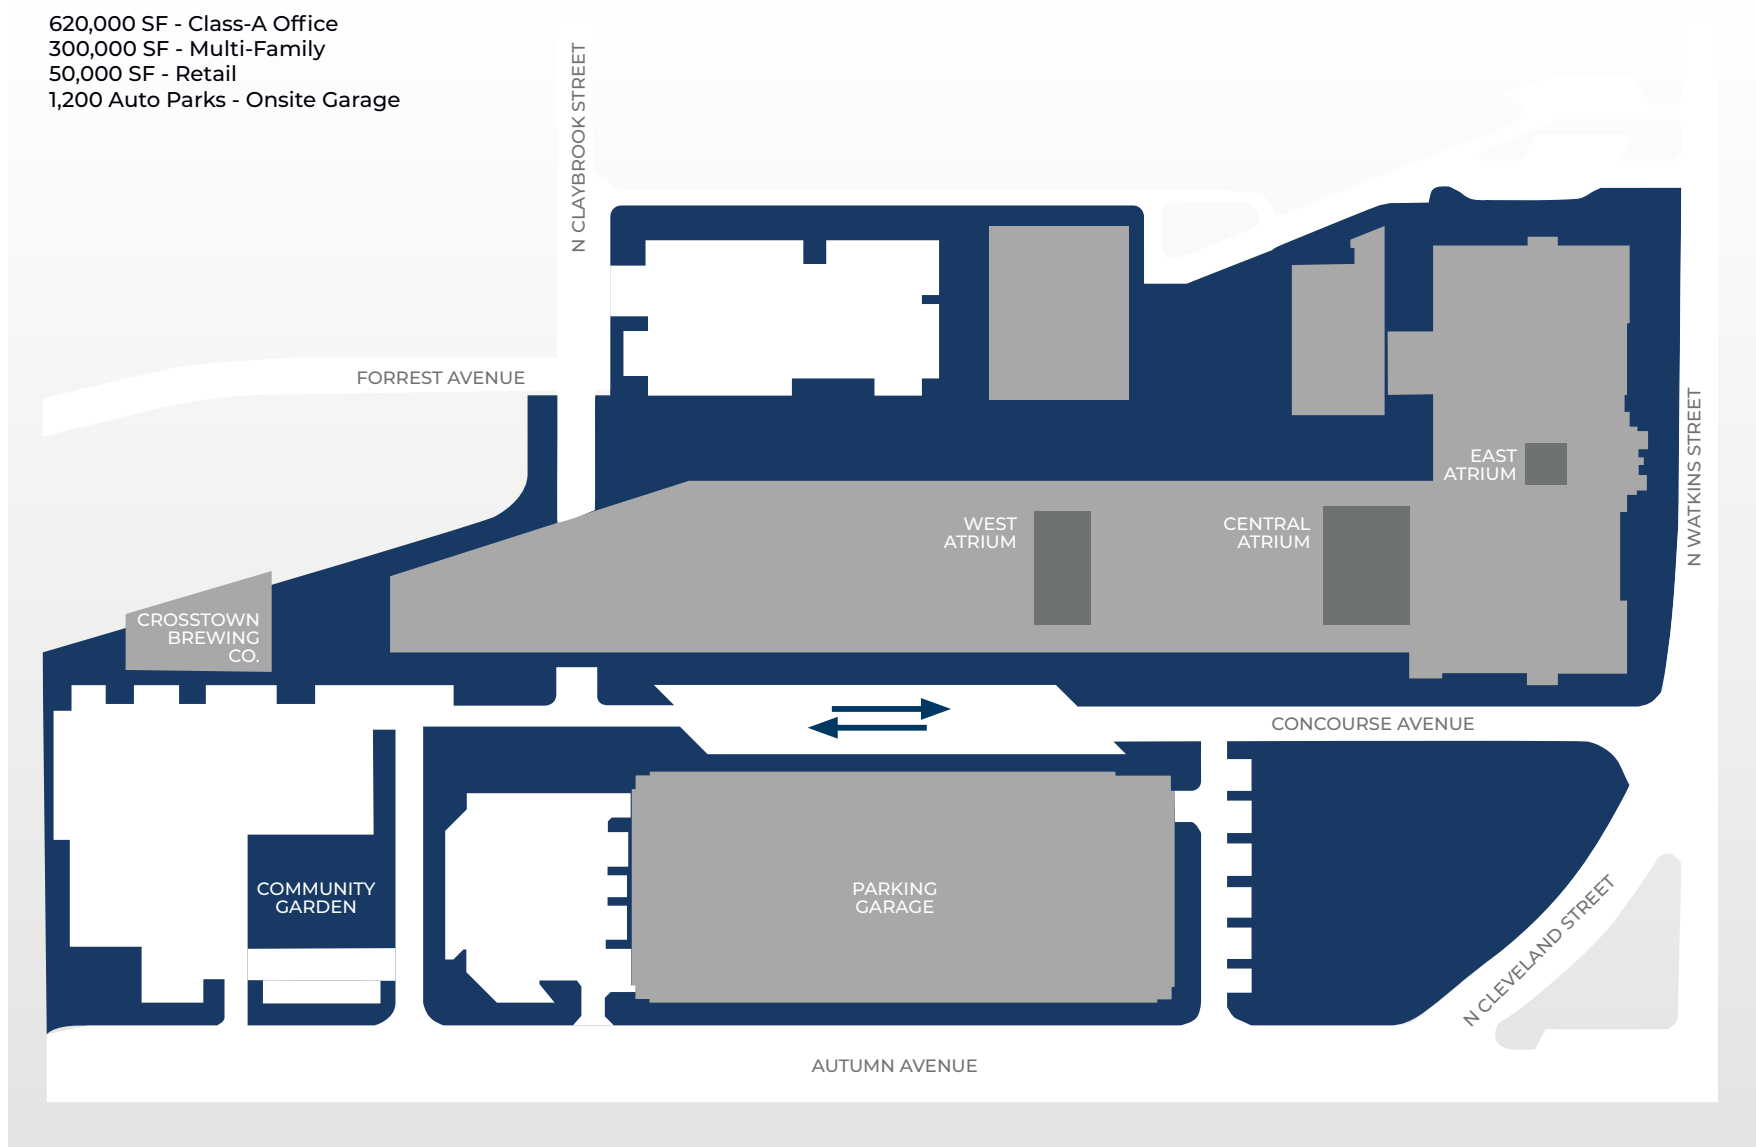 620,000 SF - Class-A Office
300,000 SF - Multi-Family
50,000 SF - Retail
1,200 Auto Parks - Onsite Garage
N CLAYBROOK STREET
FORREST AVENUE
N WATKINS STREET
EAST
ATRIUM
WEST
ATRIUM
CENTRAL
ATRIUM
CROSSTOWN
BREWING
CO.
CONCOURSE AVENUE
COMMUNITY
GARDEN
PARKING
GARAGE
N CLEVELAND STREET
AUTUMN AVENUE